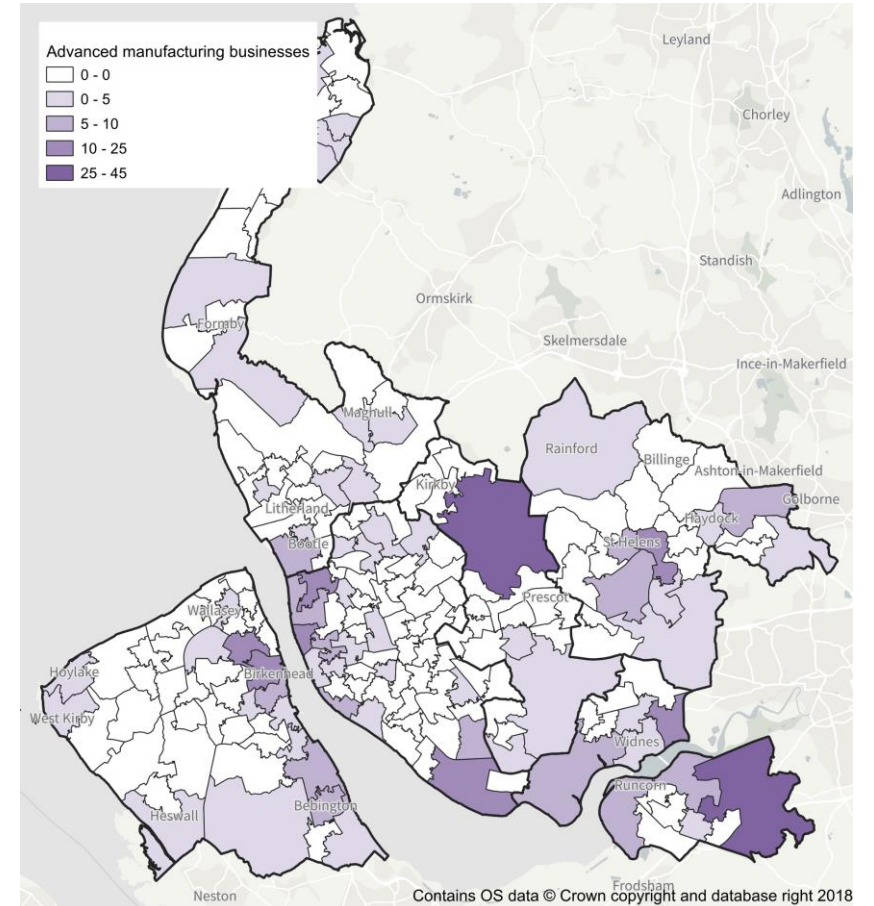 Advanced manufacturing businesses
0 - 0
0 - 5
5 - 10
10 - 25
25 - 45
Leyland
Chorley
Adlington
Standish
Ormskirk
Formby
Skelmersdale
Ince-in-Makerfield
Maghull
Rainford
Billinge
Ashton-in-Makerfield
Kirkby
Golborne
Litherland
Haydock
Bootle
St Helens
Prescot
Wallasey
Hoylake
Birkenhead
West Kirby
Widnes
Runcorn
Bebington
Heswall
Frodsham
Neston
Contains OS data © Crown copyright and database right 2018